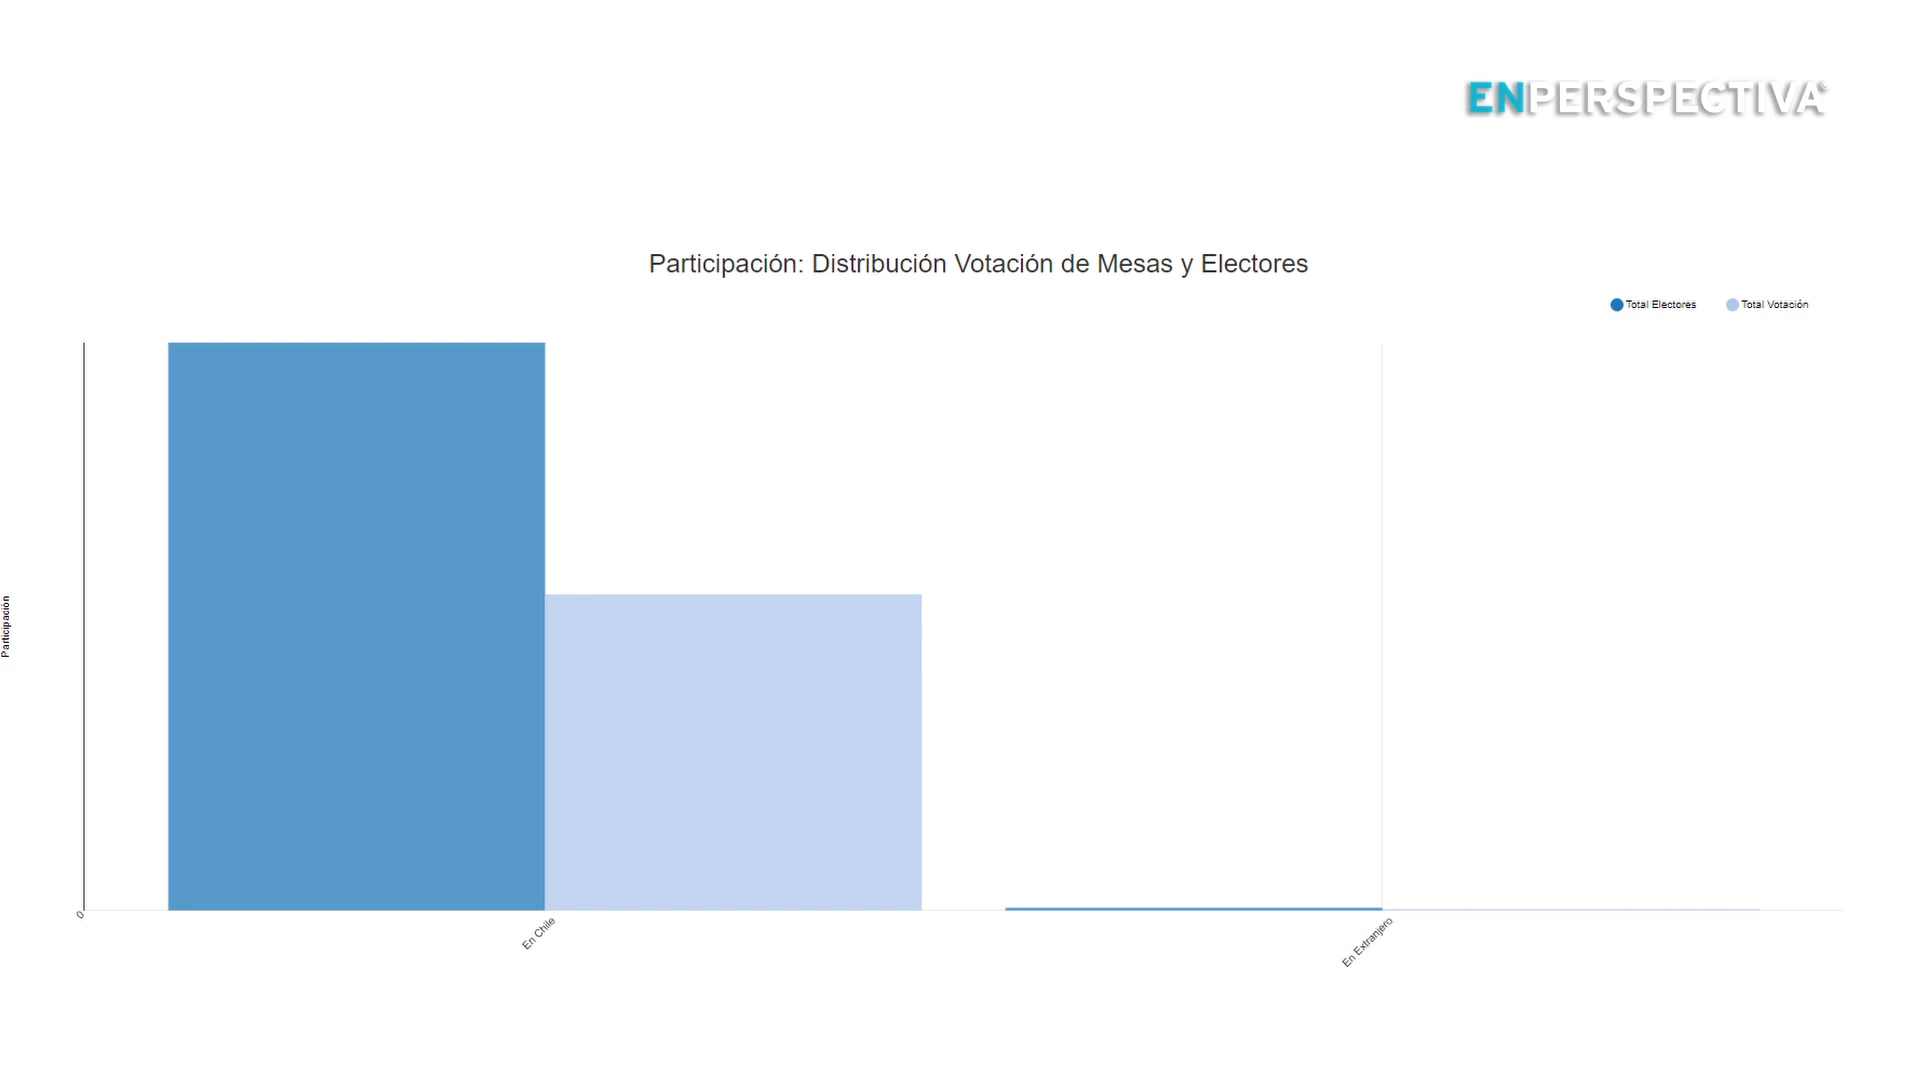 ENPERSPECTIVA®
Participación: Distribución Votación de Mesas y Electores
Total Electores
Total Votación
Participación
0
En Chile
En Extranjero